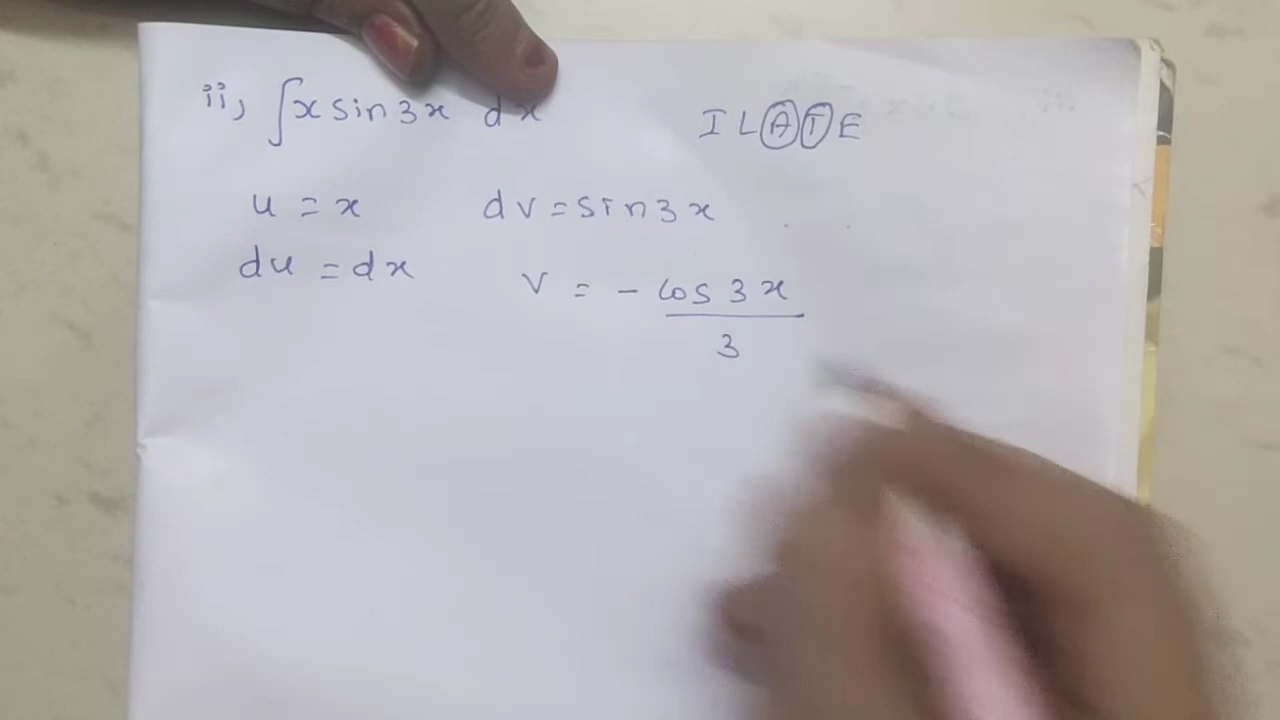 ii, ∫x sin 3x dx
I L A T E
u = x dv = sin 3x
du = dx v = - cos 3x
3